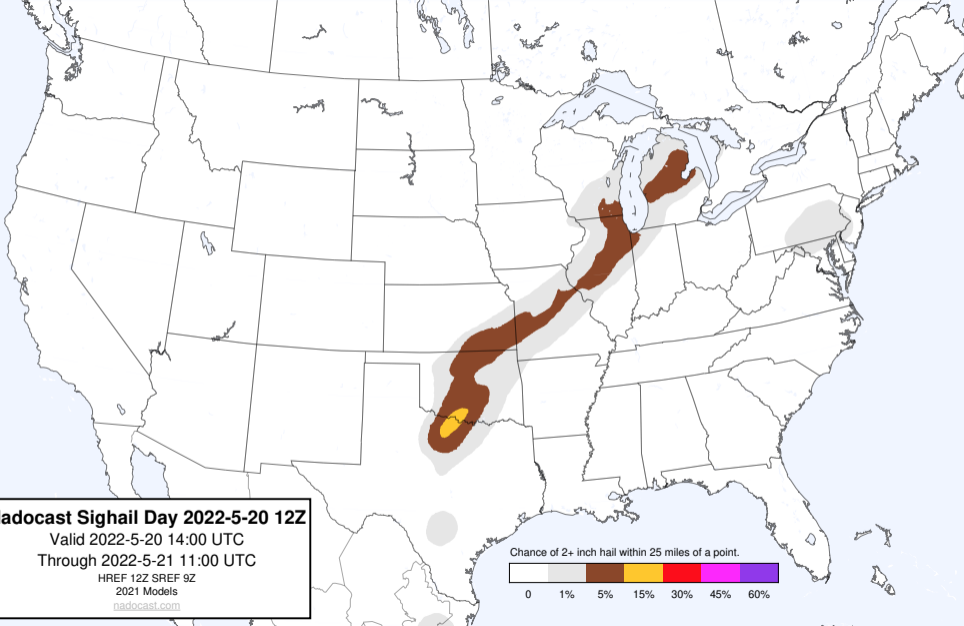 adocast Sighail Day 2022-5-20 12Z
Valid 2022-5-20 14:00 UTC
Through 2022-5-21 11:00 UTC
HREF 12Z SREF 9Z
2021 Models
nadocast.com
Chance of 2+ inch hail within 25 miles of a point.
0 1% 5% 15% 30% 45% 60%